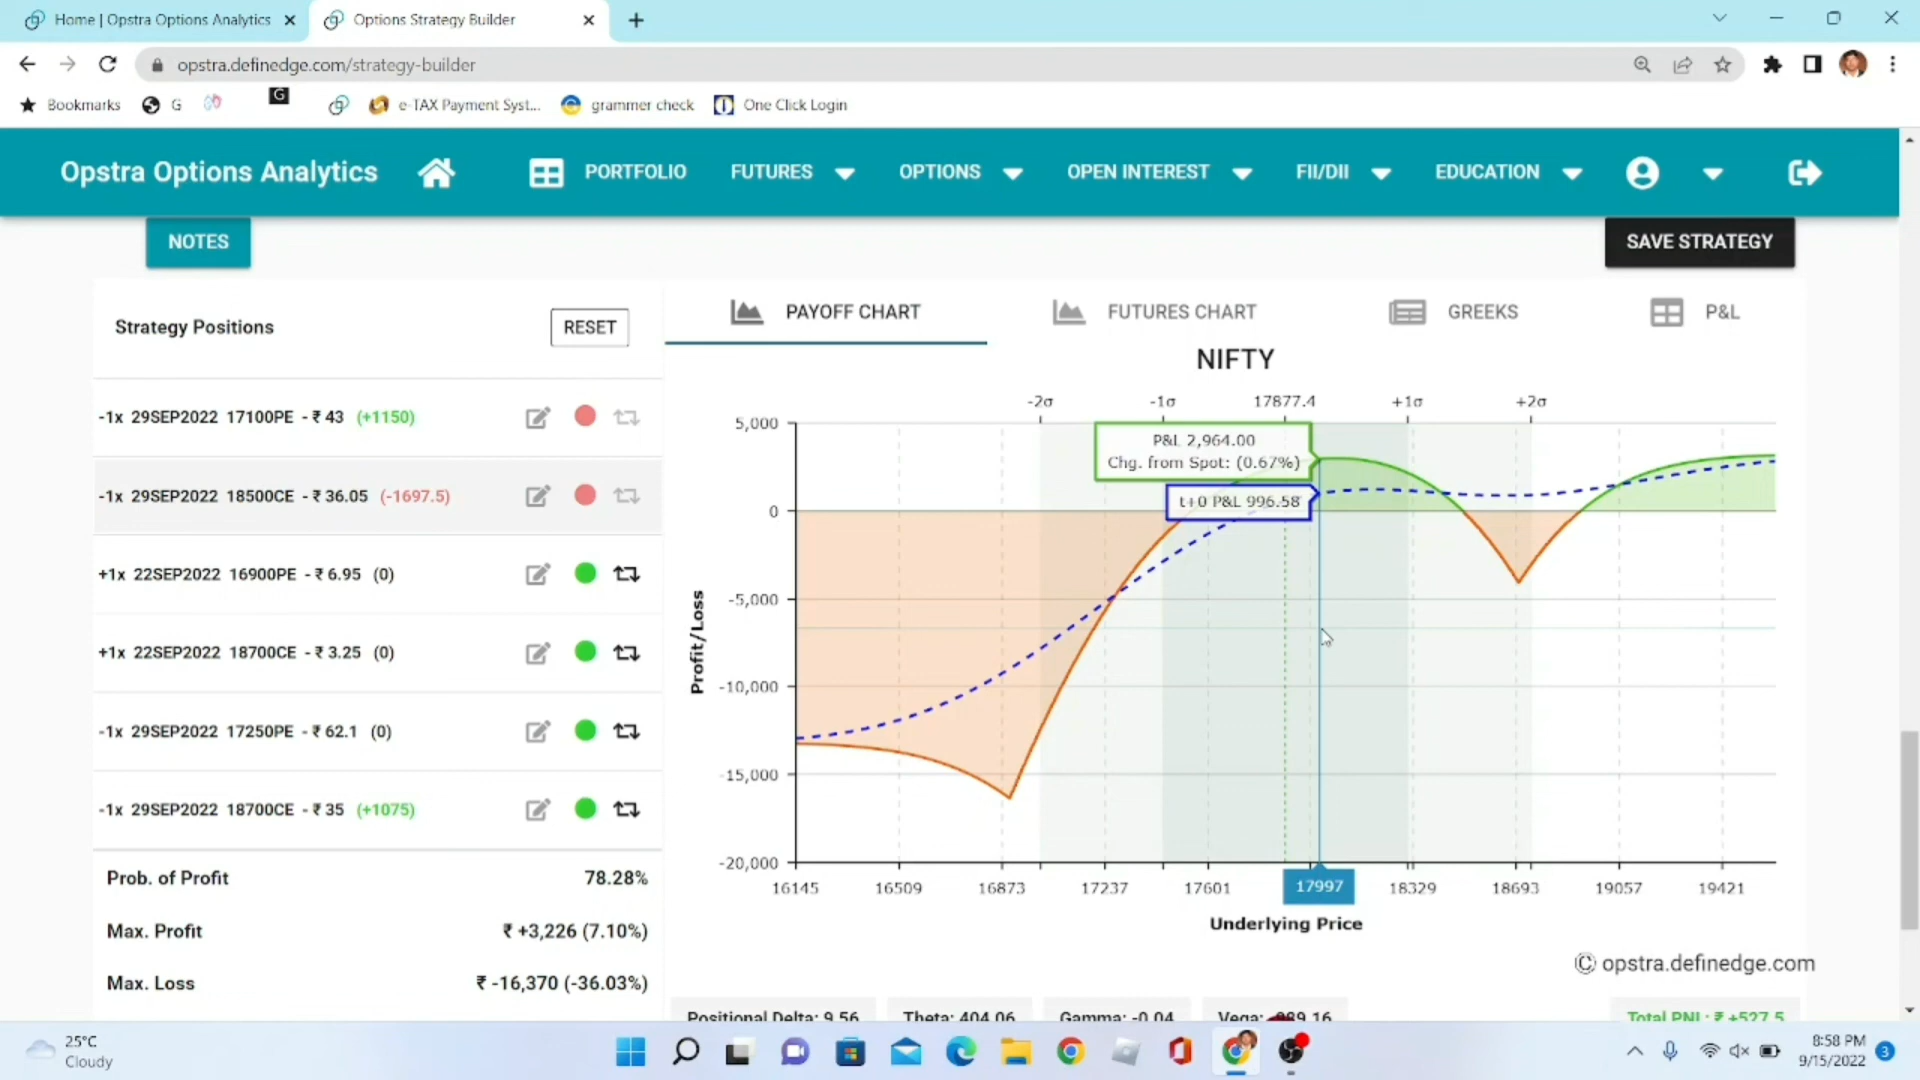 Home | Opstra Options Analytics
Options Strategy Builder
opstra.definedge.com/strategy-builder
Bookmarks
G
G
e-TAX Payment Syst...
grammer check
One Click Login
Opstra Options Analytics
PORTFOLIO
FUTURES
OPTIONS
OPEN INTEREST
FII/DII
EDUCATION
NOTES
SAVE STRATEGY
Strategy Positions
RESET
-1x 29SEP2022 17100PE - ₹ 43 (+1150)
-1x 29SEP2022 18500CE - ₹ 36.05 (-1697.5)
+1x 22SEP2022 16900PE - ₹ 6.95 (0)
+1x 22SEP2022 18700CE - ₹ 3.25 (0)
-1x 29SEP2022 17250PE - ₹ 62.1 (0)
-1x 29SEP2022 18700CE - ₹ 35 (+1075)
Prob. of Profit 78.28%
Max. Profit ₹ +3,226 (7.10%)
Max. Loss ₹ -16,370 (-36.03%)
PAYOFF CHART
FUTURES CHART
GREEKS
P&L
NIFTY
-2σ -1σ 17877.4 +1σ +2σ
P&L 2,964.00
Chg. from Spot: (0.67%)
t+0 P&L 996.58
5,000
0
-5,000
-10,000
-15,000
-20,000
Profit/Loss
16145 16509 16873 17237 17601 17997 18329 18693 19057 19421
Underlying Price
© opstra.definedge.com
Positional Delta: 9.56
Theta: 404.06
Gamma: -0.04
Vega:
89.16
Total PNL: ₹ +527.5
25°C
Cloudy
8:58 PM
9/15/2022
3